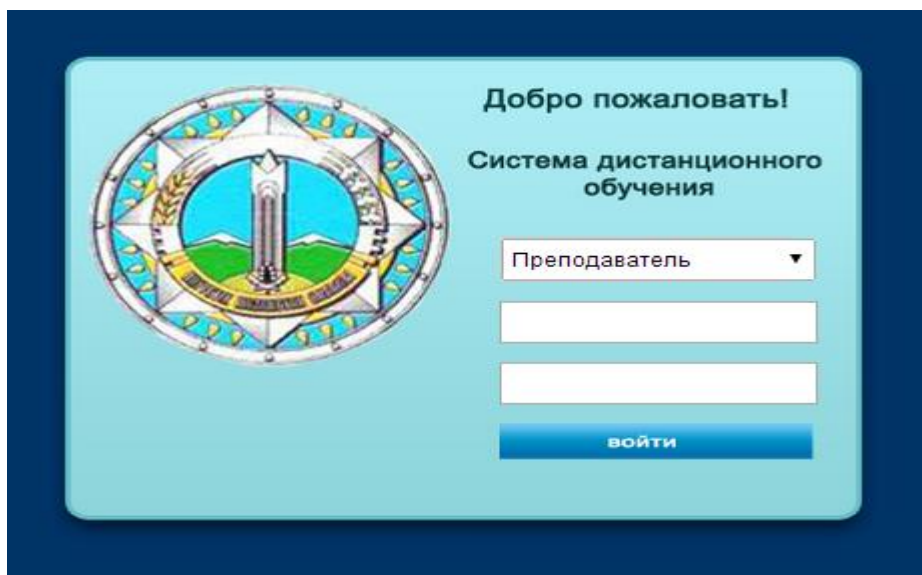 Добро пожаловать!
Система дистанционного
обучения
Преподаватель
войти